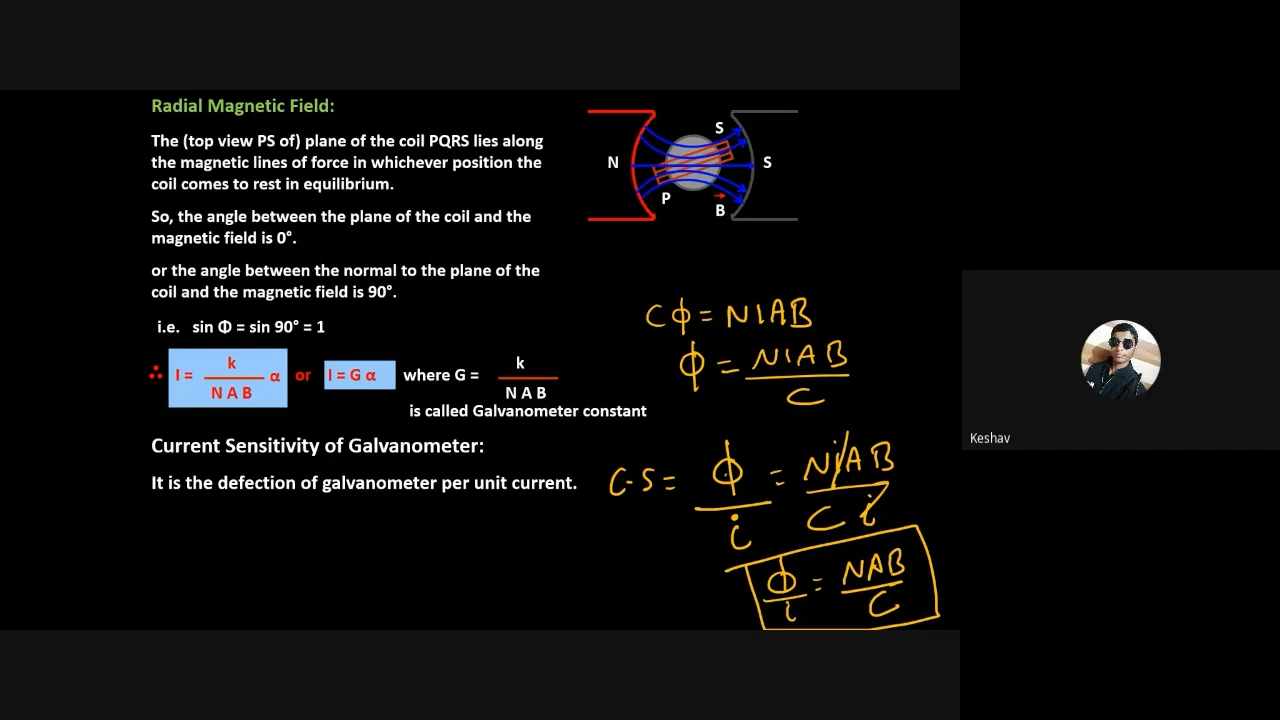 Radial Magnetic Field:
The (top view PS of) plane of the coil PQRS lies along
the magnetic lines of force in whichever position the
coil comes to rest in equilibrium.
So, the angle between the plane of the coil and the
magnetic field is 0°.
or the angle between the normal to the plane of the
coil and the magnetic field is 90°.
i.e. sin Φ = sin 90° = 1
∴ I = k / N A B α or I = G α where G = k / N A B
is called Galvanometer constant
Current Sensitivity of Galvanometer:
It is the defection of galvanometer per unit current.
S
N
S
P
B
Cϕ = NIAB
ϕ = NIAB / C
C·S = ϕ / i = NiAB / C i
ϕ / i = NAB / C
Keshav